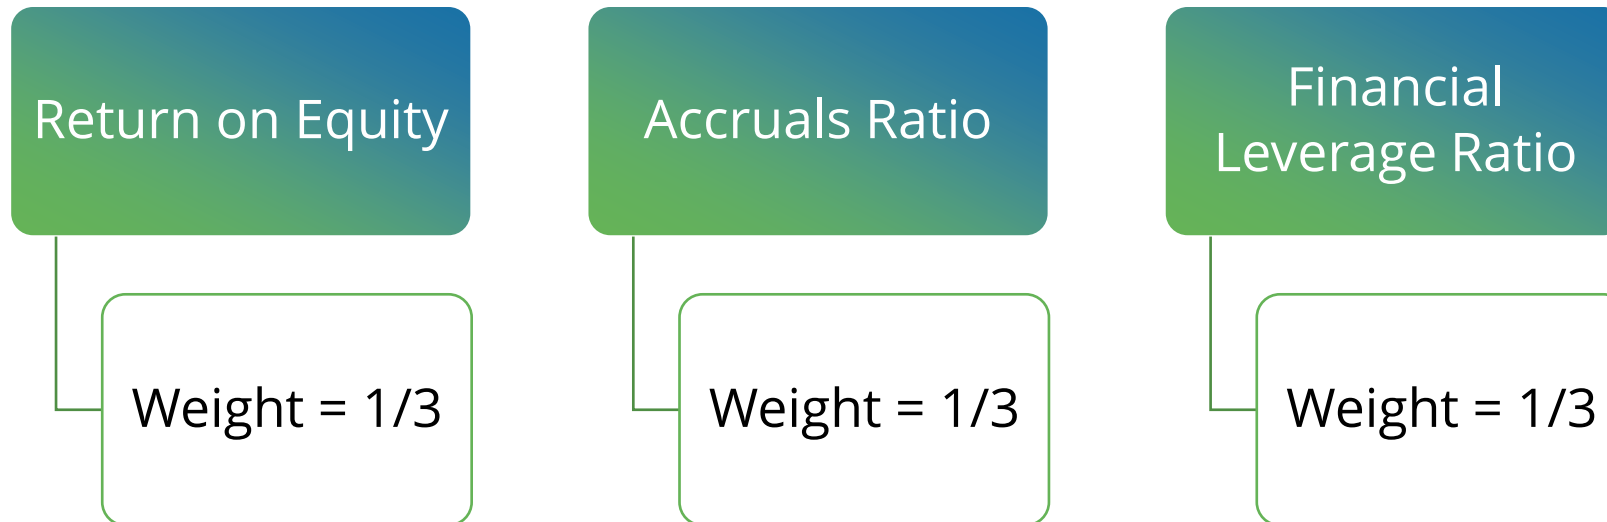 Return on Equity
Weight = 1/3
Accruals Ratio
Weight = 1/3
Financial
Leverage Ratio
Weight = 1/3